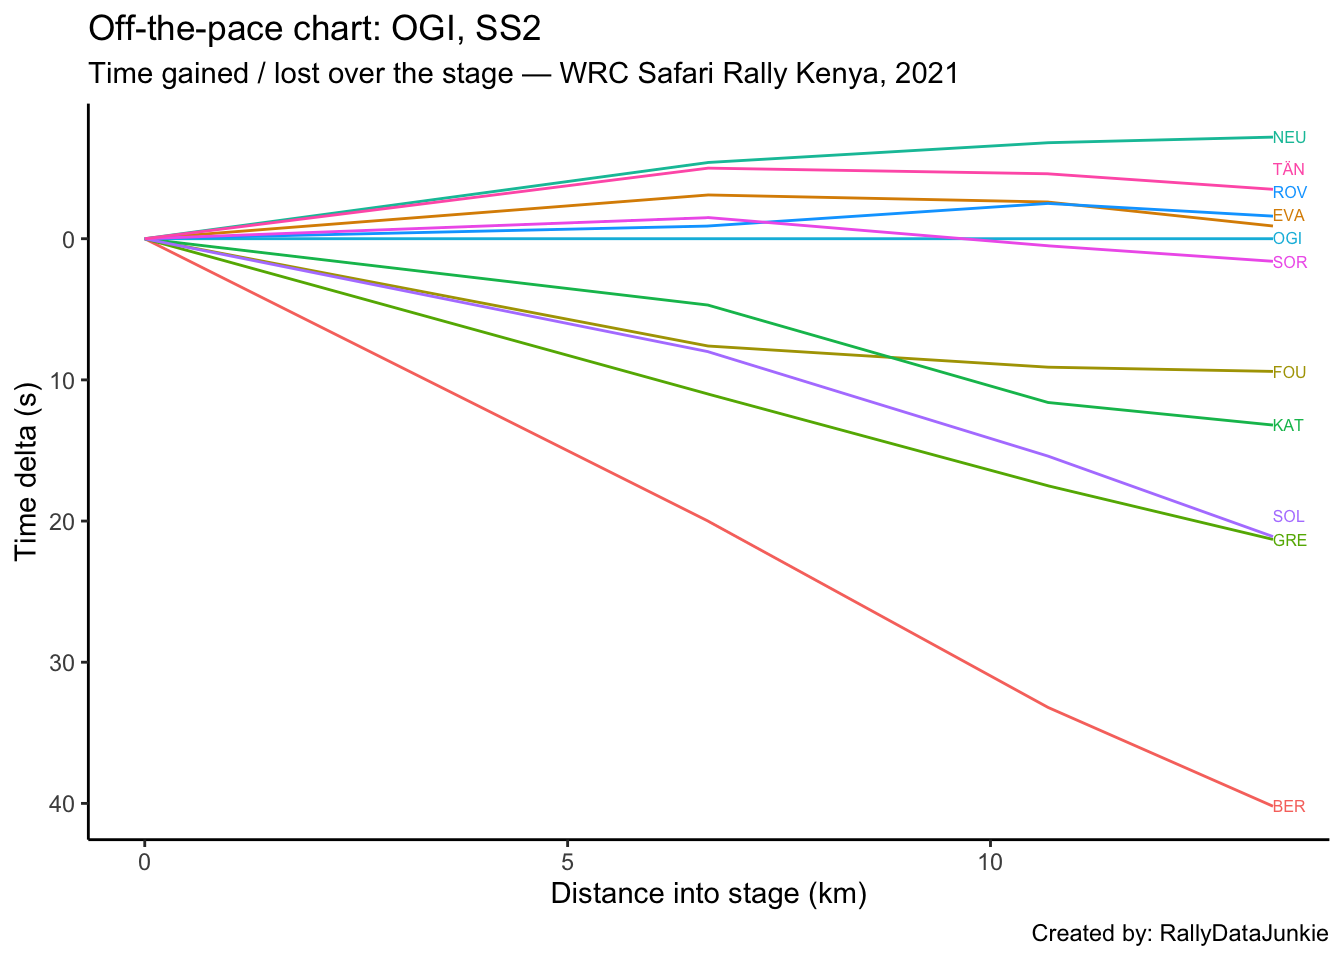 Off-the-pace chart: OGI, SS2
Time gained / lost over the stage — WRC Safari Rally Kenya, 2021
NEU
TÄN
ROV
EVA
OGI
SOR
FOU
KAT
SOL
GRE
BER
0
10
20
30
40
Time delta (s)
0
5
10
Distance into stage (km)
Created by: RallyDataJunkie